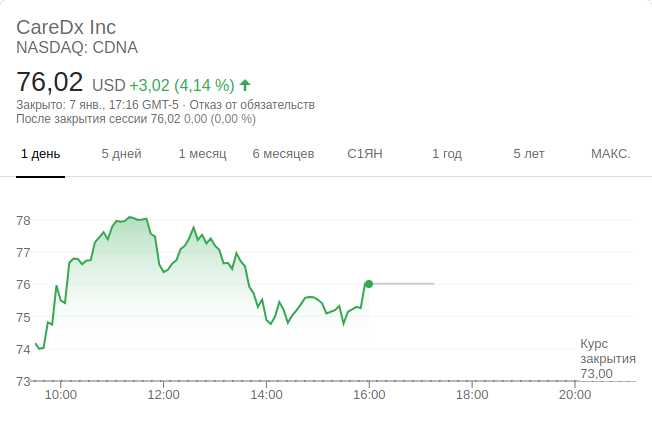 CareDx Inc
NASDAQ: CDNA
76,02 USD +3,02 (4,14 %)
Закрыто: 7 янв., 17:16 GMT-5 · Отказ от обязательств
После закрытия сессии 76,02 0,00 (0,00 %)
1 день 5 дней 1 месяц 6 месяцев С1ЯН 1 год 5 лет МАКС.
78
77
76
75
74
73
Курс
закрытия
73,00
10:00 12:00 14:00 16:00 18:00 20:00